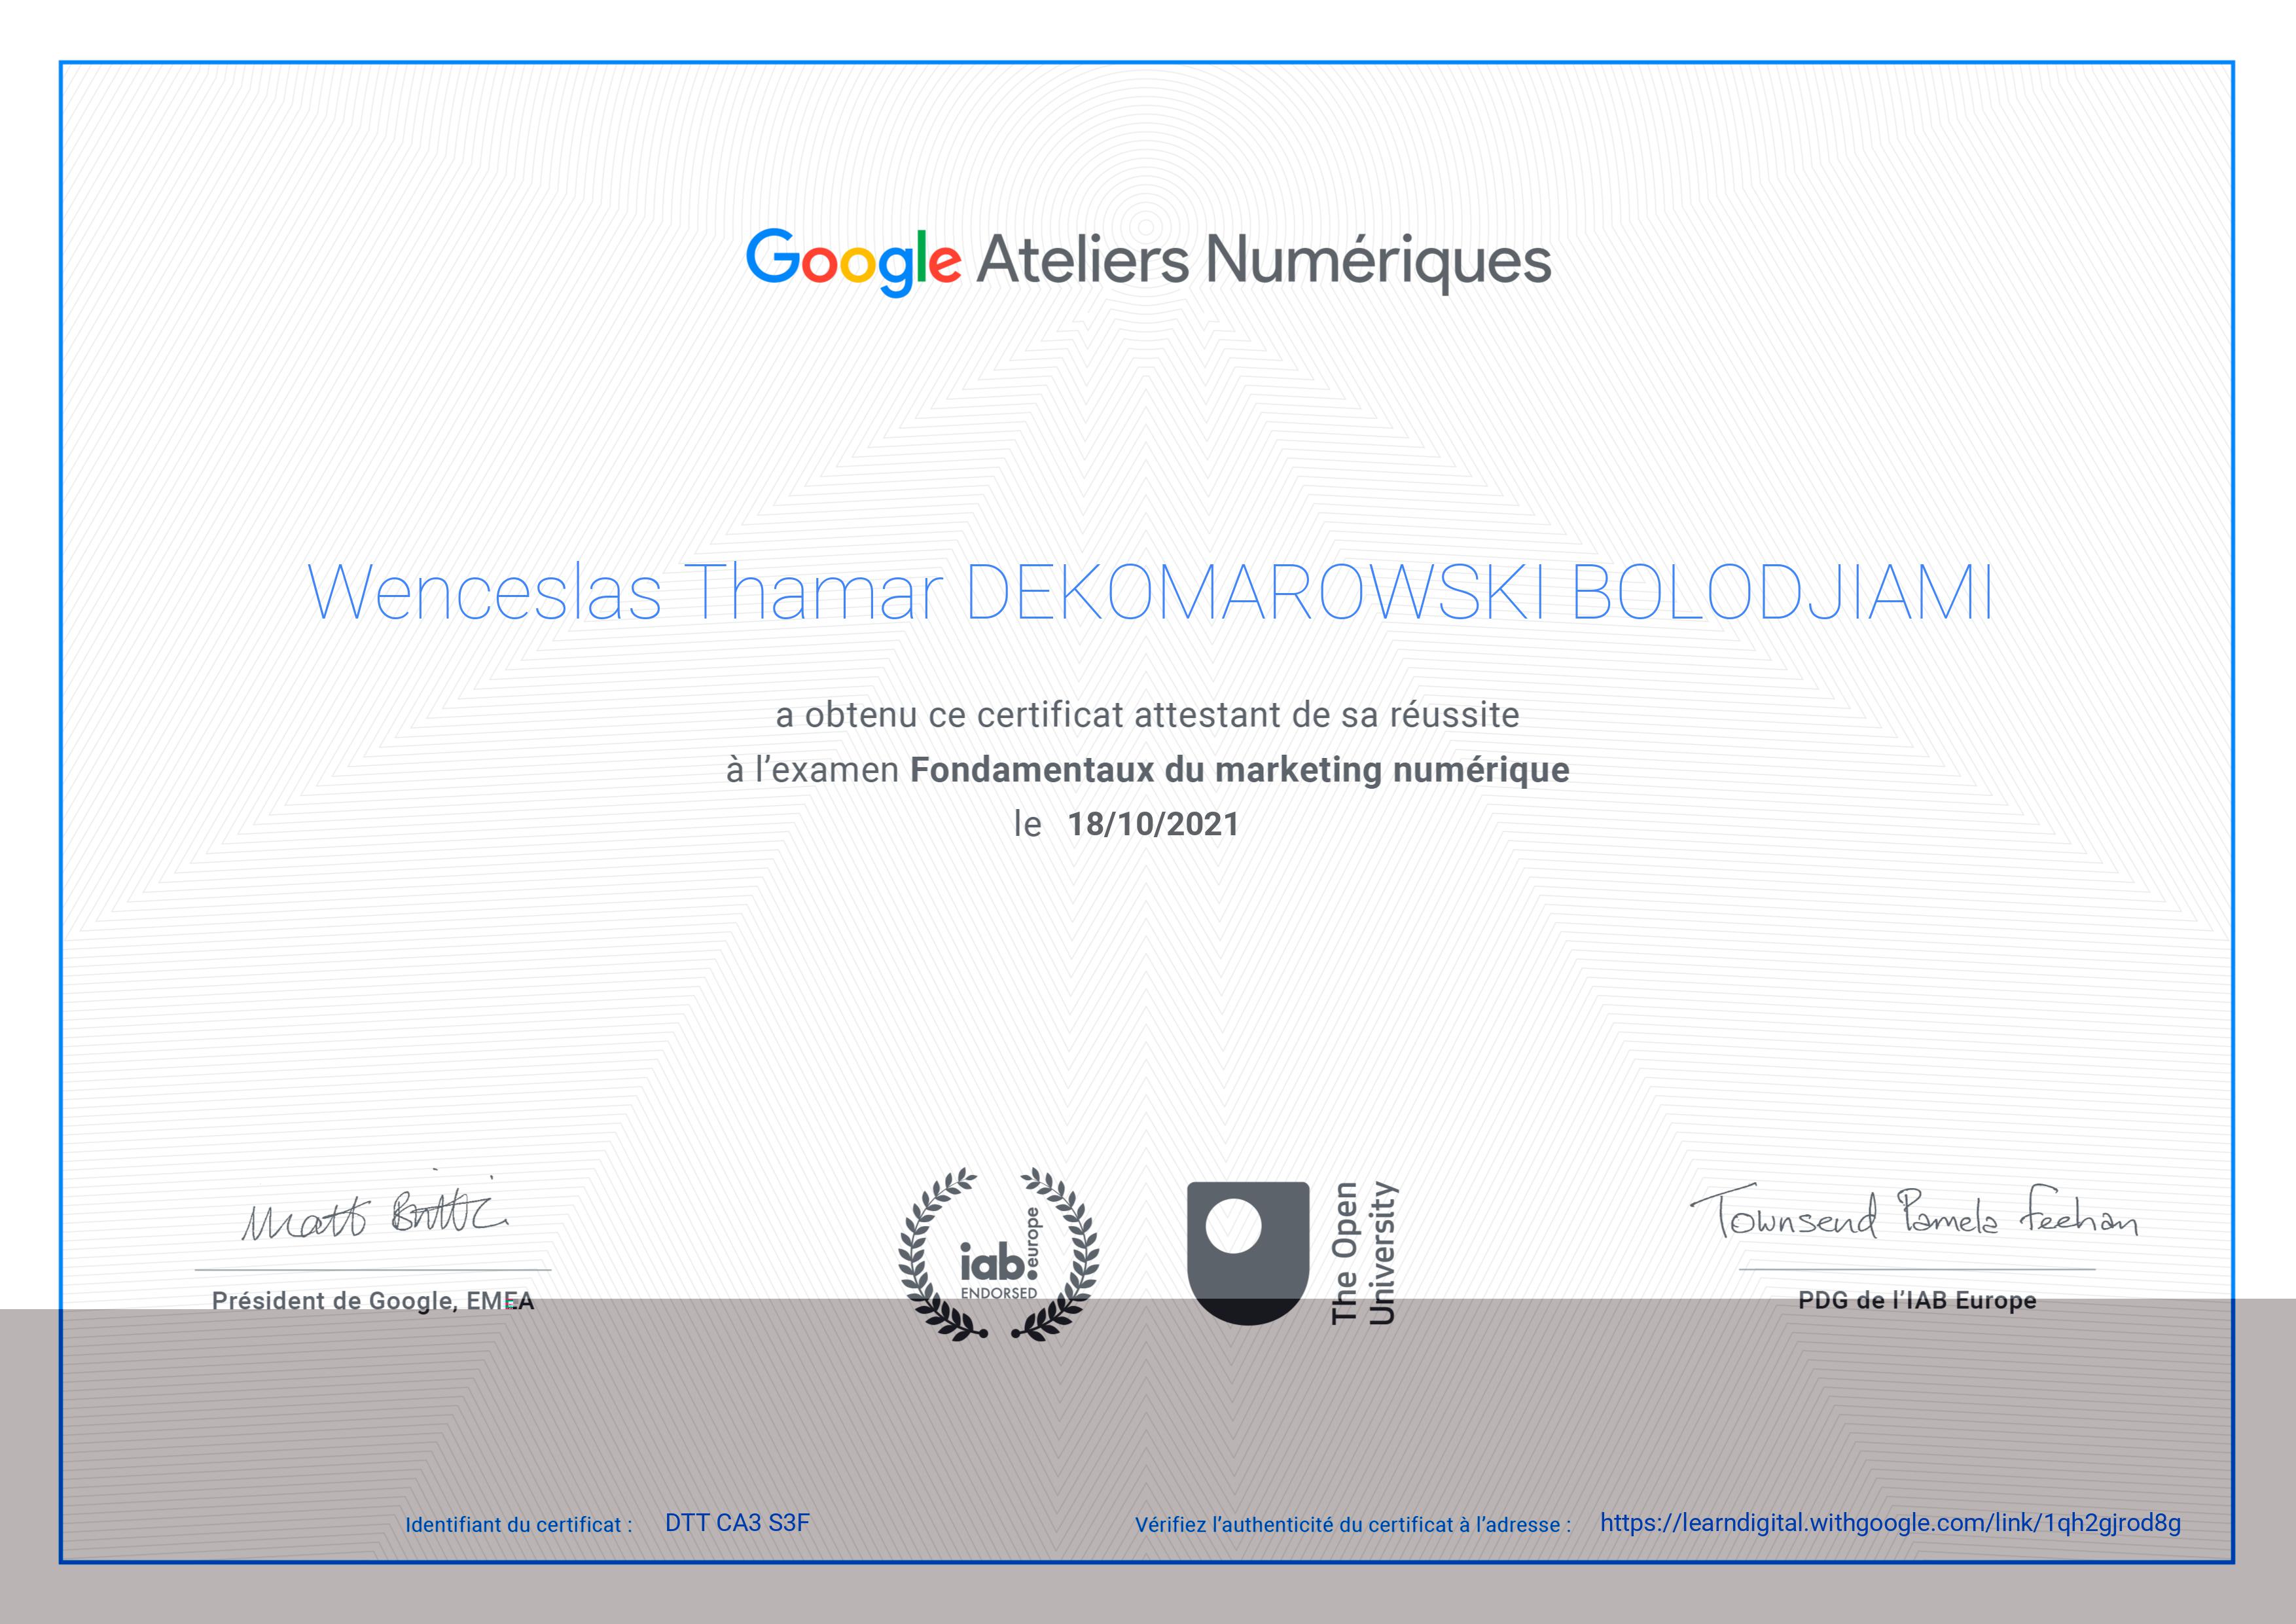 Google Ateliers Numériques
Wenceslas Thamar DEKOMAROWSKI BOLODJIAMI
a obtenu ce certificat attestant de sa réussite
à l’examen Fondamentaux du marketing numérique
le 18/10/2021
Matt
Président de Google, EMEA
iab.europe
ENDORSED
The Open
University
Townsend Pamela Feehan
PDG de l’IAB Europe
Identifiant du certificat : DTT CA3 S3F
Vérifiez l’authenticité du certificat à l’adresse : https://learndigital.withgoogle.com/link/1qh2gjrod8g